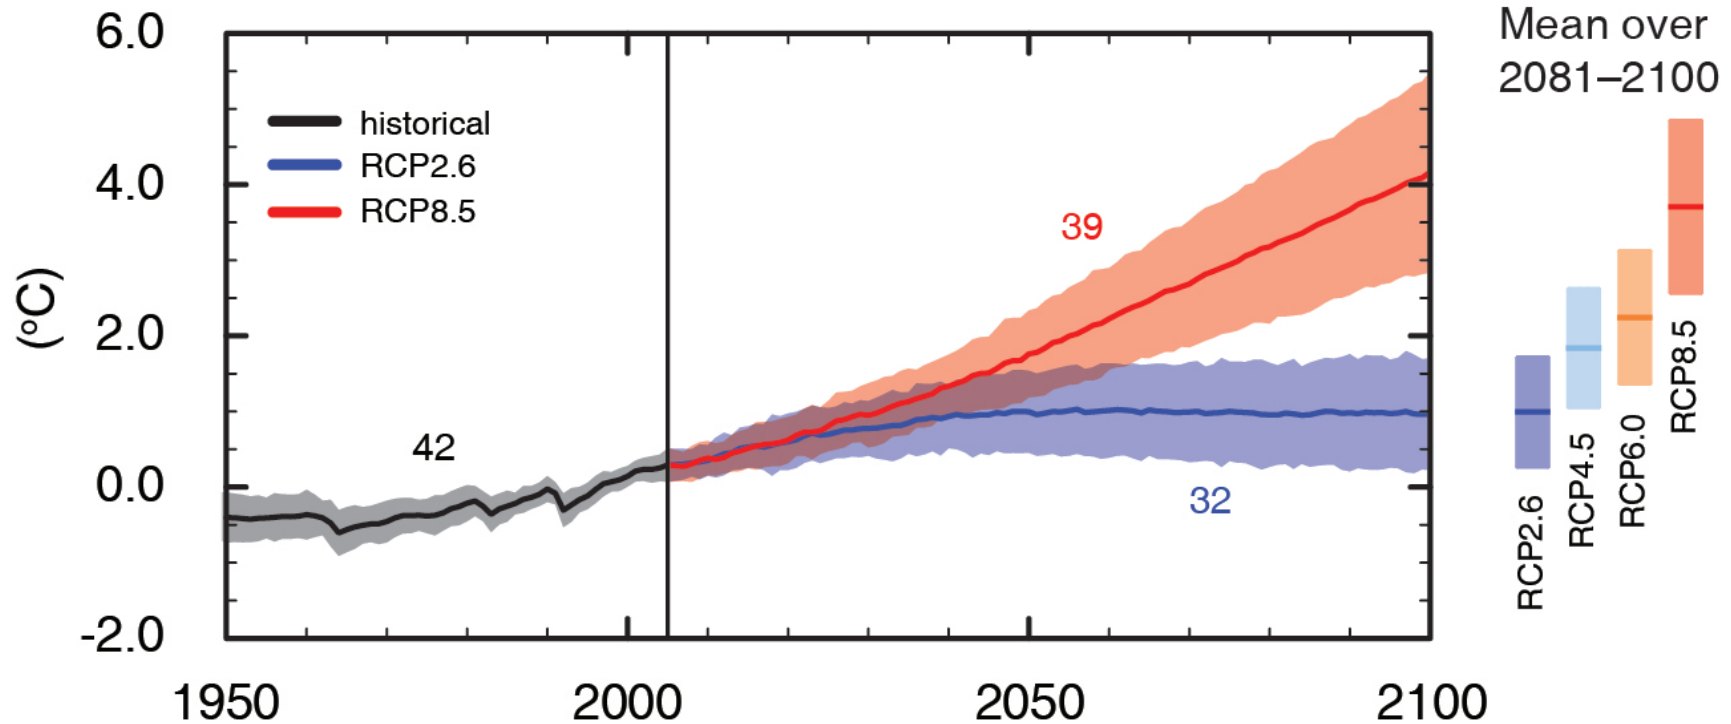 Mean over
2081–2100
(°C)
6.0
4.0
2.0
0.0
-2.0
historical
RCP2.6
RCP8.5
42
39
32
1950
2000
2050
2100
RCP2.6
RCP4.5
RCP6.0
RCP8.5